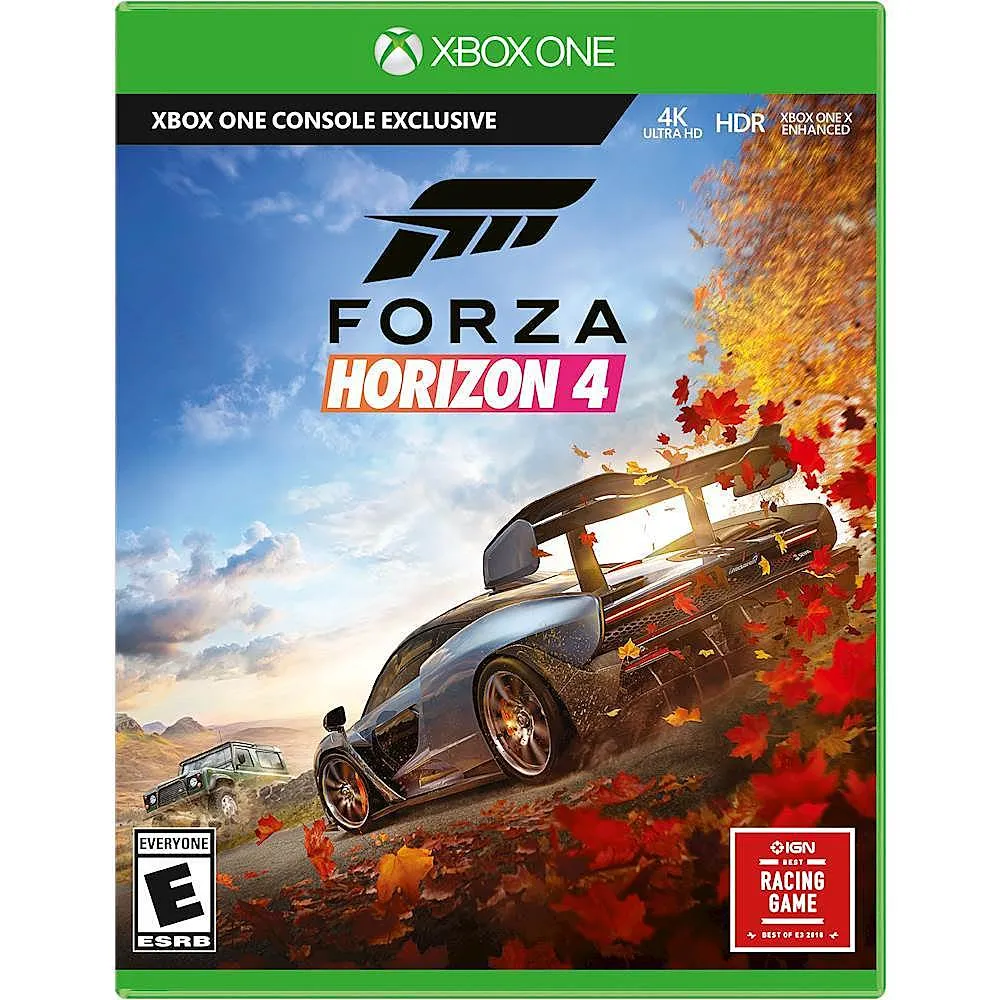 XBOX ONE
XBOX ONE CONSOLE EXCLUSIVE
4K
ULTRA HD
HDR
XBOX ONE X
ENHANCED
FORZA
HORIZON 4
EVERYONE
E
ESRB
IGN
BEST
RACING
GAME
BEST OF E3 2018